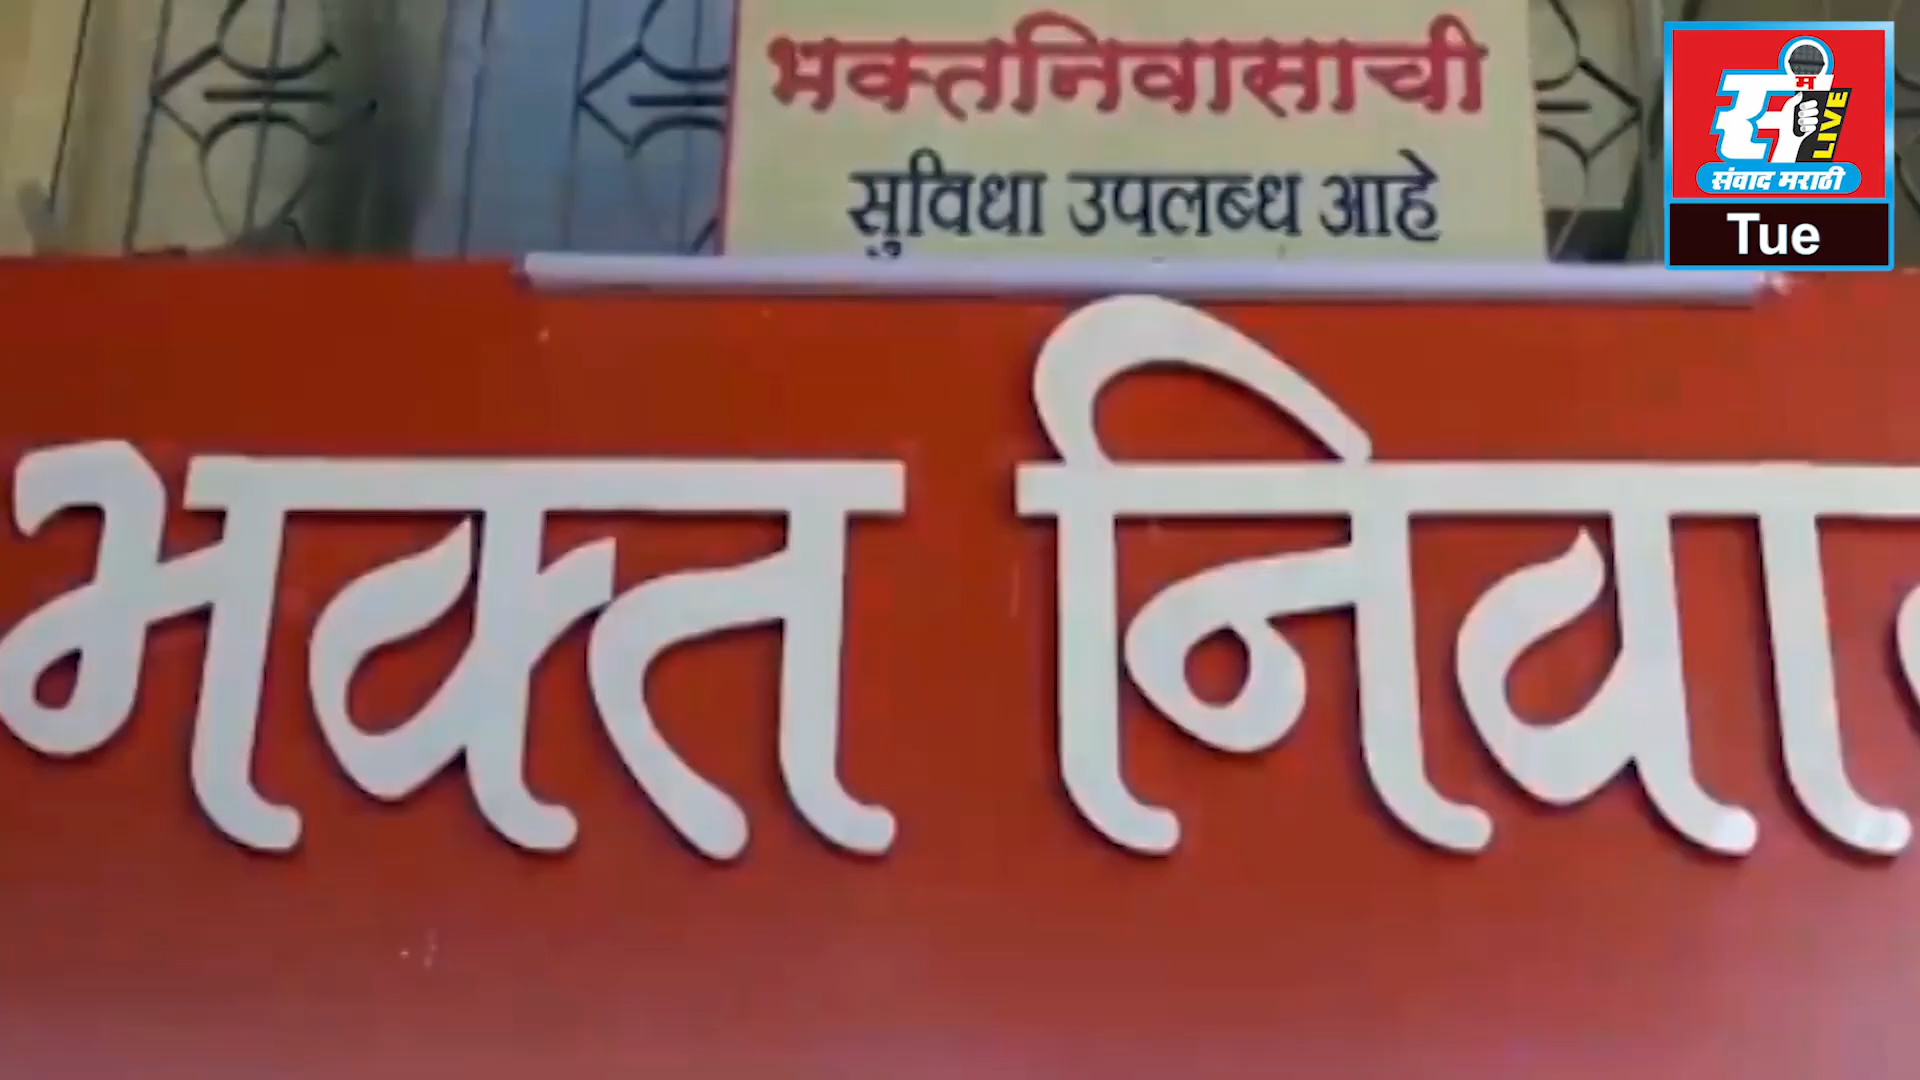 भक्तनिवासाची
सुविधा उपलब्ध आहे
भक्त निवा
म
LIVE
संवाद मराठी
Tue